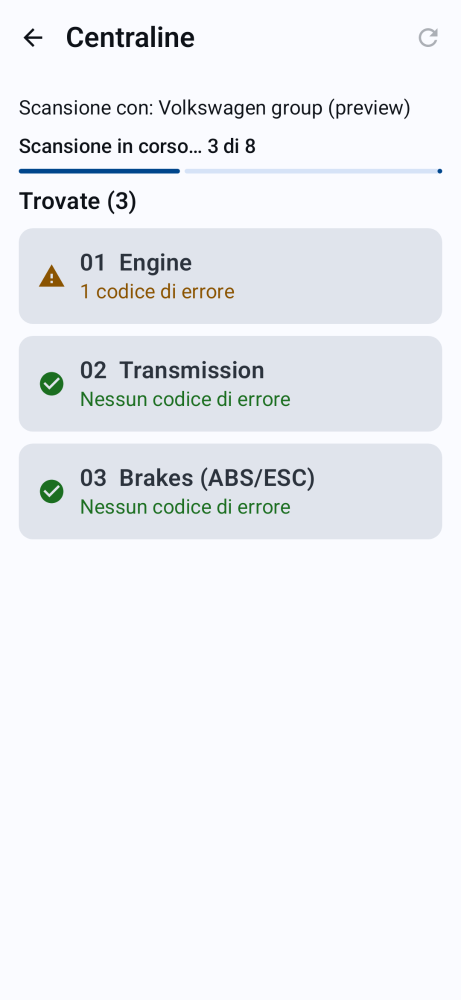 Centraline
Scansione con: Volkswagen group (preview)
Scansione in corso… 3 di 8
Trovate (3)
01 Engine
1 codice di errore
02 Transmission
Nessun codice di errore
03 Brakes (ABS/ESC)
Nessun codice di errore